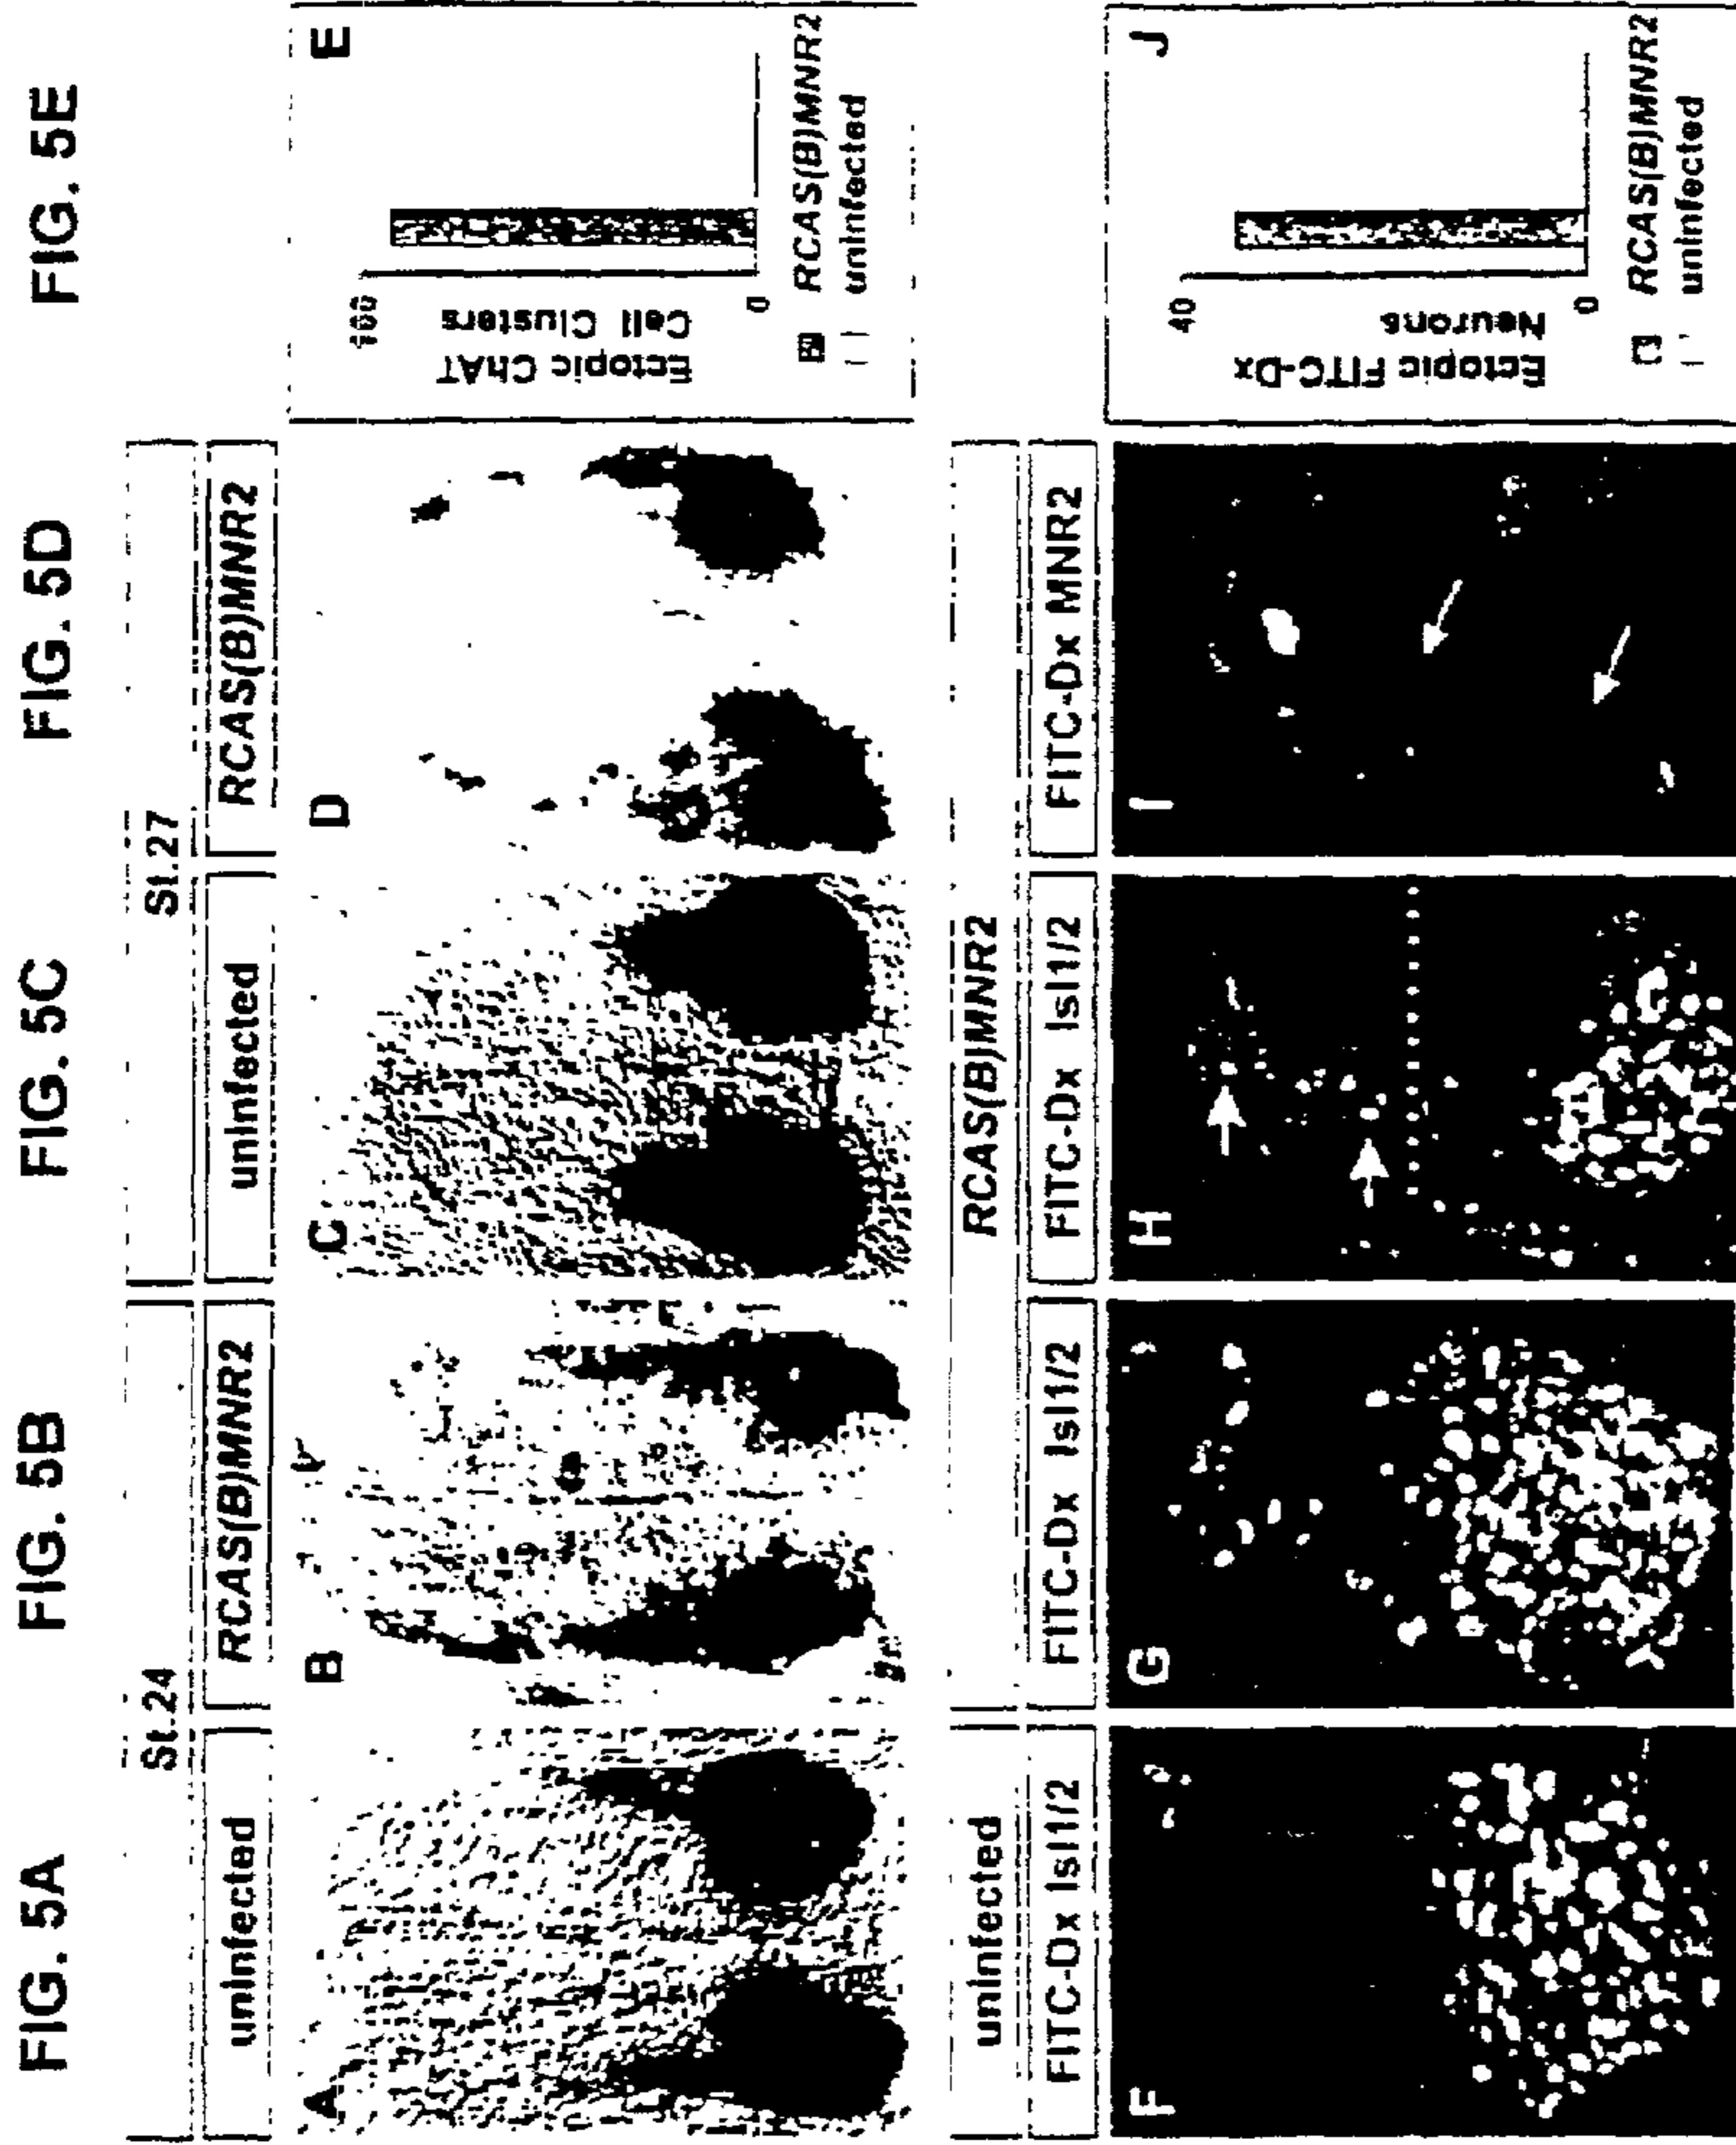 FIG. 5A
FIG. 5B
FIG. 5C
FIG. 5D
FIG. 5E
St.24
St.27
uninfected
RCAS(B)MNR2
uninfected
RCAS(B)MNR2
A
B
C
D
E
100
Ectopic ChAT
Cell Clusters
0
RCAS(B)MNR2
uninfected
uninfected
RCAS(B)MNR2
FITC-Dx Isl1/2
FITC-Dx Isl1/2
FITC-Dx Isl1/2
FITC-Dx MNR2
F
G
H
I
J
40
Ectopic FITC-Dx
Neurons
0
RCAS(B)MNR2
uninfected